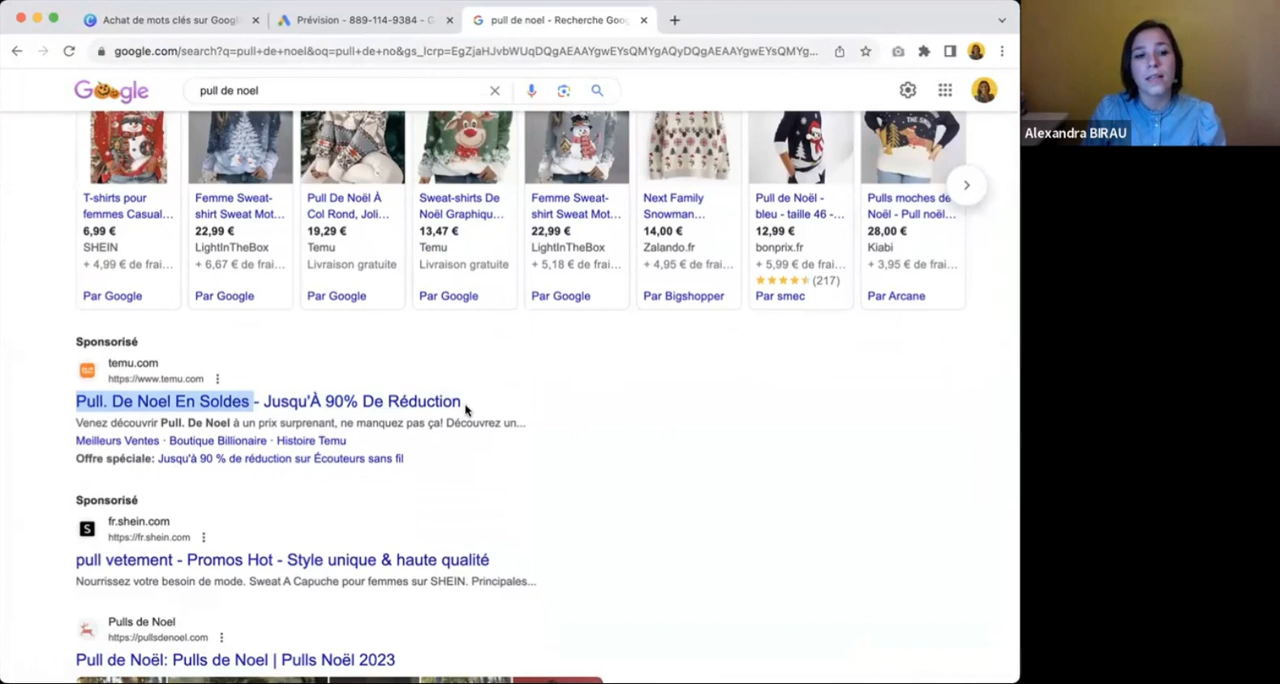 Achat de mots clés sur Googl
Prévision - 889-114-9384 - G
pull de noel - Recherche Goog
google.com/search?q=pull+de+noel&oq=pull+de+no&gs_lcrp=EgZjaHJvbWUqDQgAEAAYgwEYsQMYgAQyDQgAEAAYgwEYsQMYg...
Google
pull de noel
Alexandra BIRAU
T-shirts pour
femmes Casual...
6,99 €
SHEIN
+ 4,99 € de frai...
Par Google
Femme Sweat-
shirt Sweat Mot...
22,99 €
LightInTheBox
+ 6,67 € de frai...
Par Google
Pull De Noël À
Col Rond, Joli...
19,29 €
Temu
Livraison gratuite
Par Google
Sweat-shirts De
Noël Graphiqu...
13,47 €
Temu
Livraison gratuite
Par Google
Femme Sweat-
shirt Sweat Mot...
22,99 €
LightInTheBox
+ 5,18 € de frai...
Par Google
Next Family
Snowman...
14,00 €
Zalando.fr
+ 4,95 € de frai...
Par Bigshopper
Pull de Noël -
bleu - taille 46 -...
12,99 €
bonprix.fr
+ 5,99 € de frai...
(217)
Par smec
Pulls moches de
Noël - Pull noël...
28,00 €
Kiabi
+ 3,95 € de frai...
Par Arcane
Sponsorisé
temu.com
https://www.temu.com
Pull. De Noel En Soldes - Jusqu'À 90% De Réduction
Venez découvrir Pull. De Noel à un prix surprenant, ne manquez pas ça! Découvrez un...
Meilleurs Ventes · Boutique Billionaire · Histoire Temu
Offre spéciale: Jusqu'à 90 % de réduction sur Écouteurs sans fil
Sponsorisé
S
fr.shein.com
https://fr.shein.com
pull vetement - Promos Hot - Style unique & haute qualité
Nourrissez votre besoin de mode. Sweat A Capuche pour femmes sur SHEIN. Principales...
Pulls de Noel
https://pullsdenoel.com
Pull de Noël: Pulls de Noel | Pulls Noël 2023